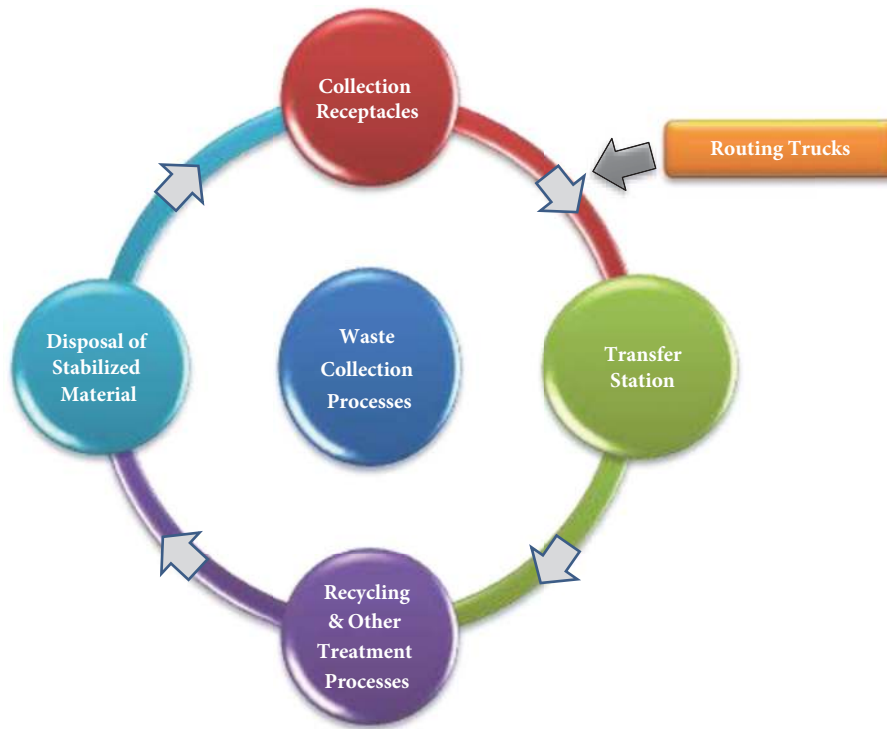 Collection
Receptacles
Routing Trucks
Disposal of
Stabilized
Material
Waste
Collection
Processes
Transfer
Station
Recycling
& Other
Treatment
Processes